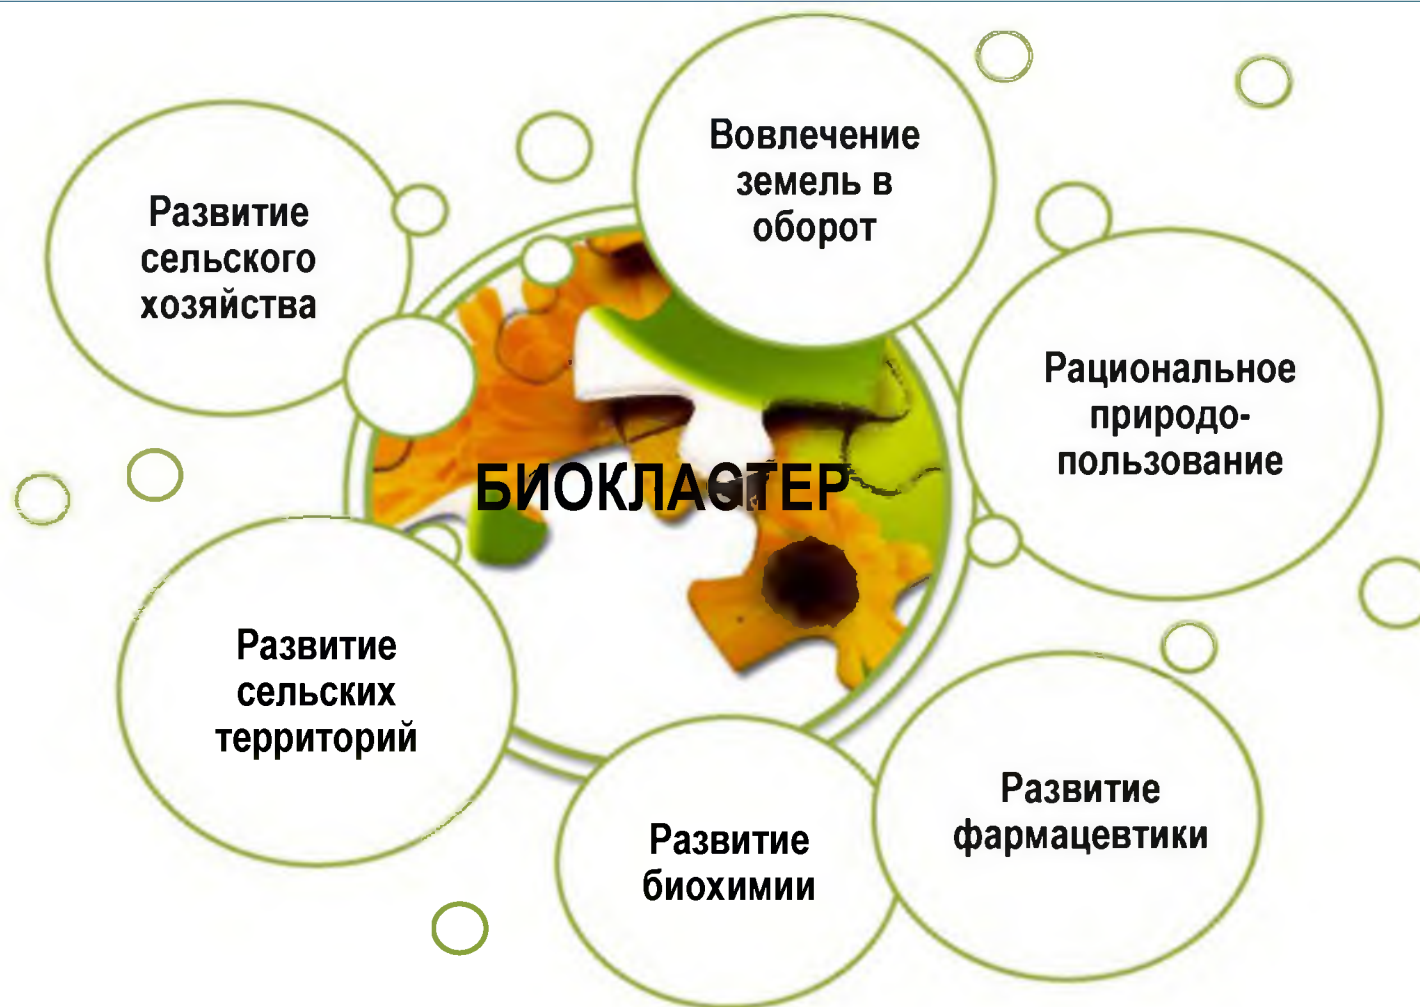 Вовлечение
земель в
оборот
Развитие
сельского
хозяйства
Рациональное
природо-
пользование
БИОКЛАСТЕР
Развитие
сельских
территорий
Развитие
фармацевтики
Развитие
биохимии